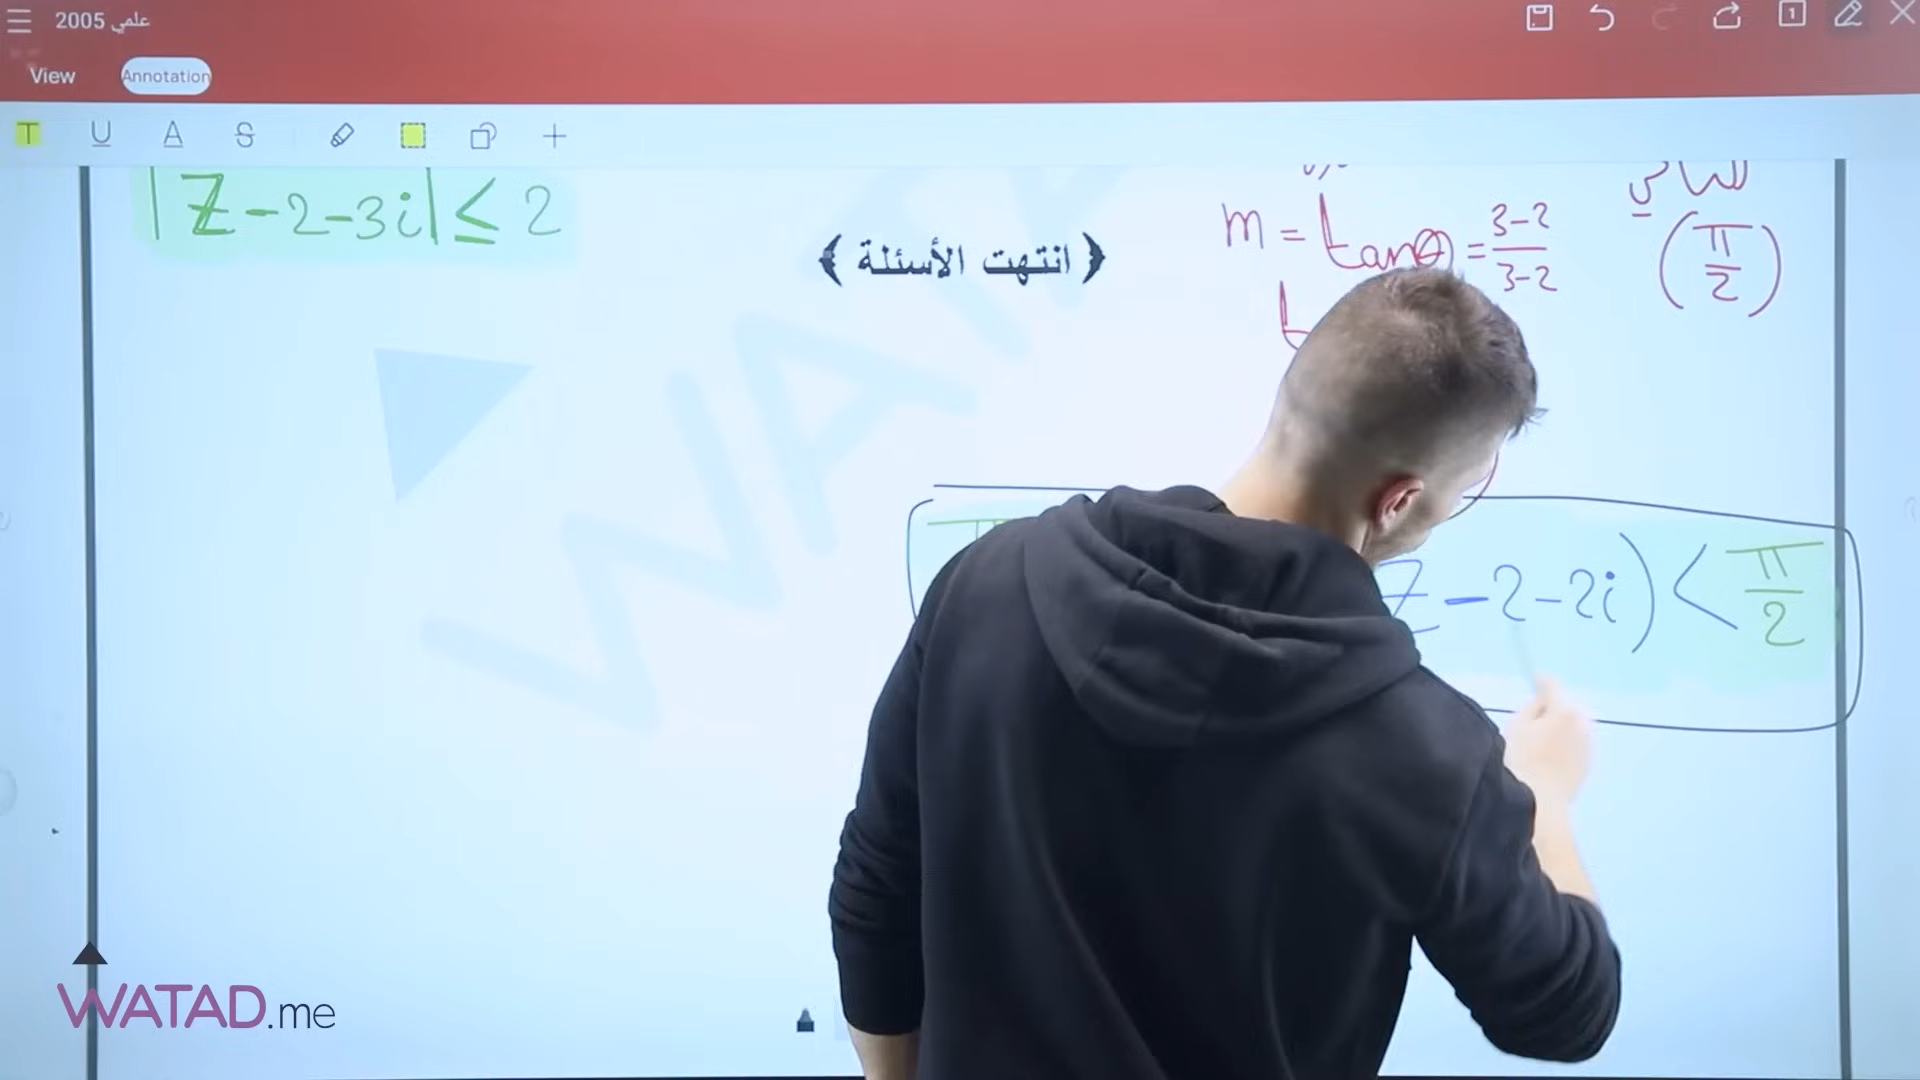 علمي 2005
1
View Annotation
T U A S
|Z-2-3i| ≤ 2
m = tanθ = 3-2/3-2
(π/2)
﴿ انتهت الأسئلة ﴾
Z-2-2i) < π/2
WATAD.me